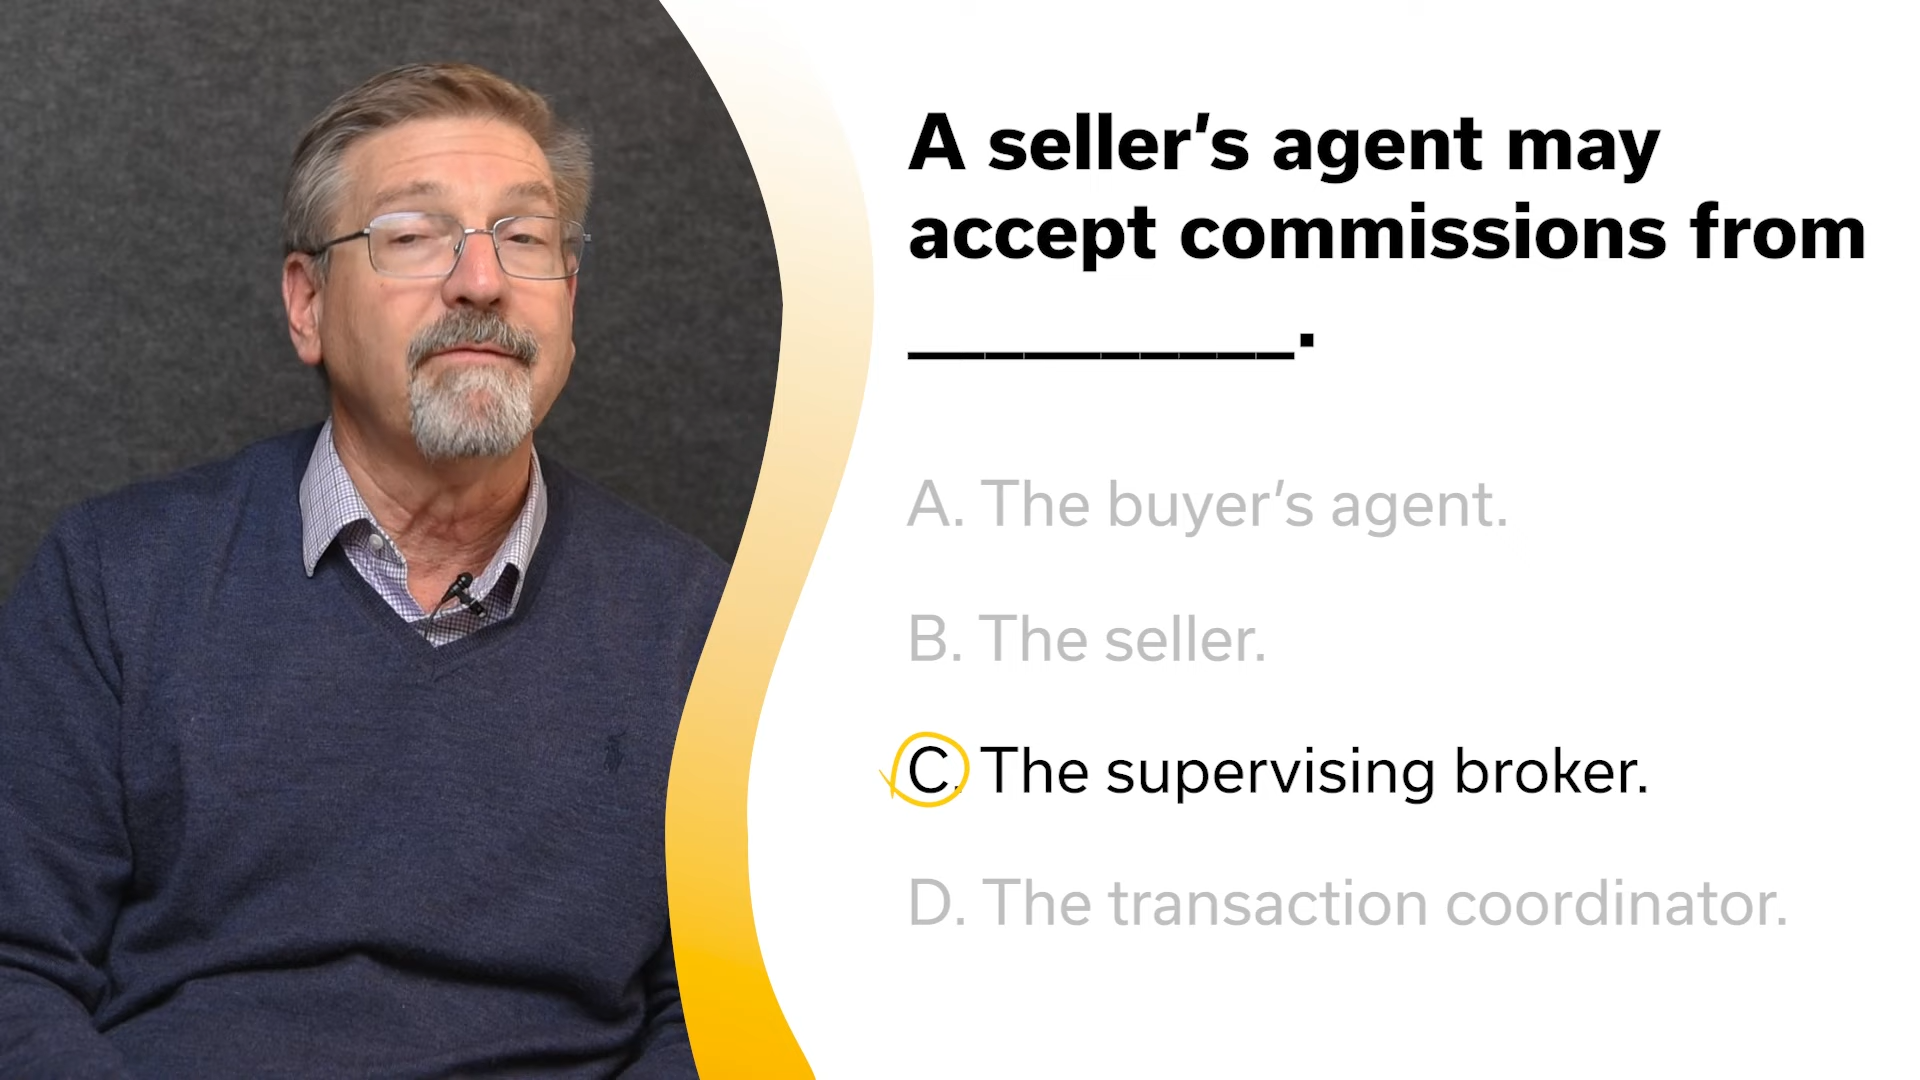 A seller’s agent may
accept commissions from
__________.
A. The buyer’s agent.
B. The seller.
C. The supervising broker.
D. The transaction coordinator.